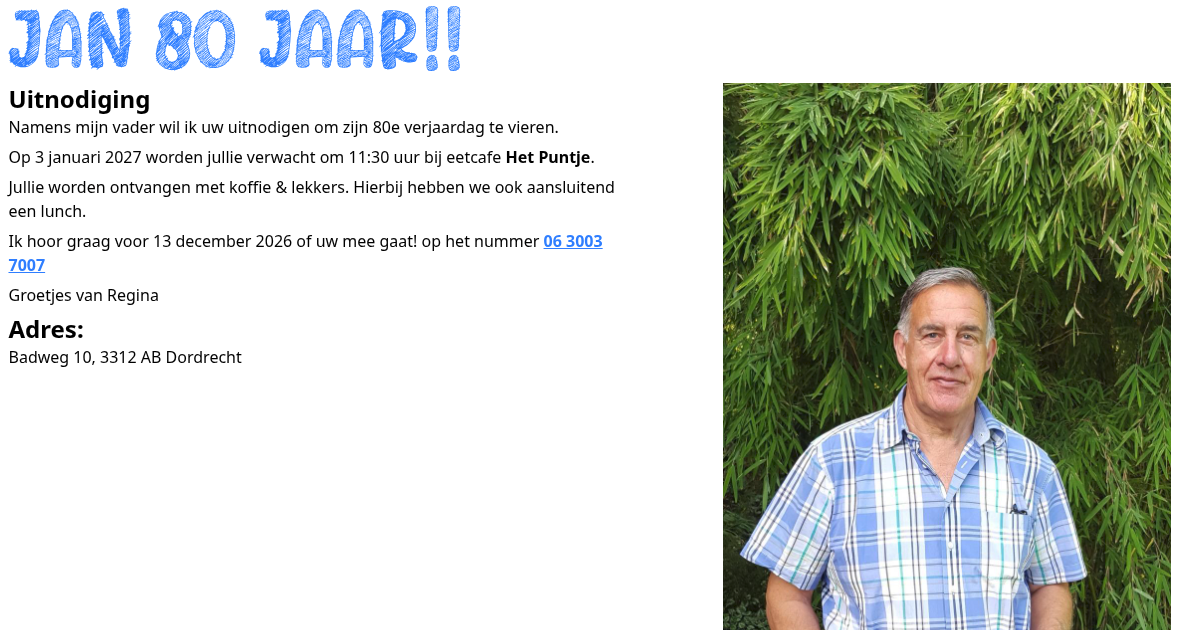 JAN 80 JAAR!!
Uitnodiging
Namens mijn vader wil ik uw uitnodigen om zijn 80e verjaardag te vieren.
Op 3 januari 2027 worden jullie verwacht om 11:30 uur bij eetcafe Het Puntje.
Jullie worden ontvangen met koffie & lekkers. Hierbij hebben we ook aansluitend
een lunch.
Ik hoor graag voor 13 december 2026 of uw mee gaat! op het nummer 06 3003
7007
Groetjes van Regina
Adres:
Badweg 10, 3312 AB Dordrecht